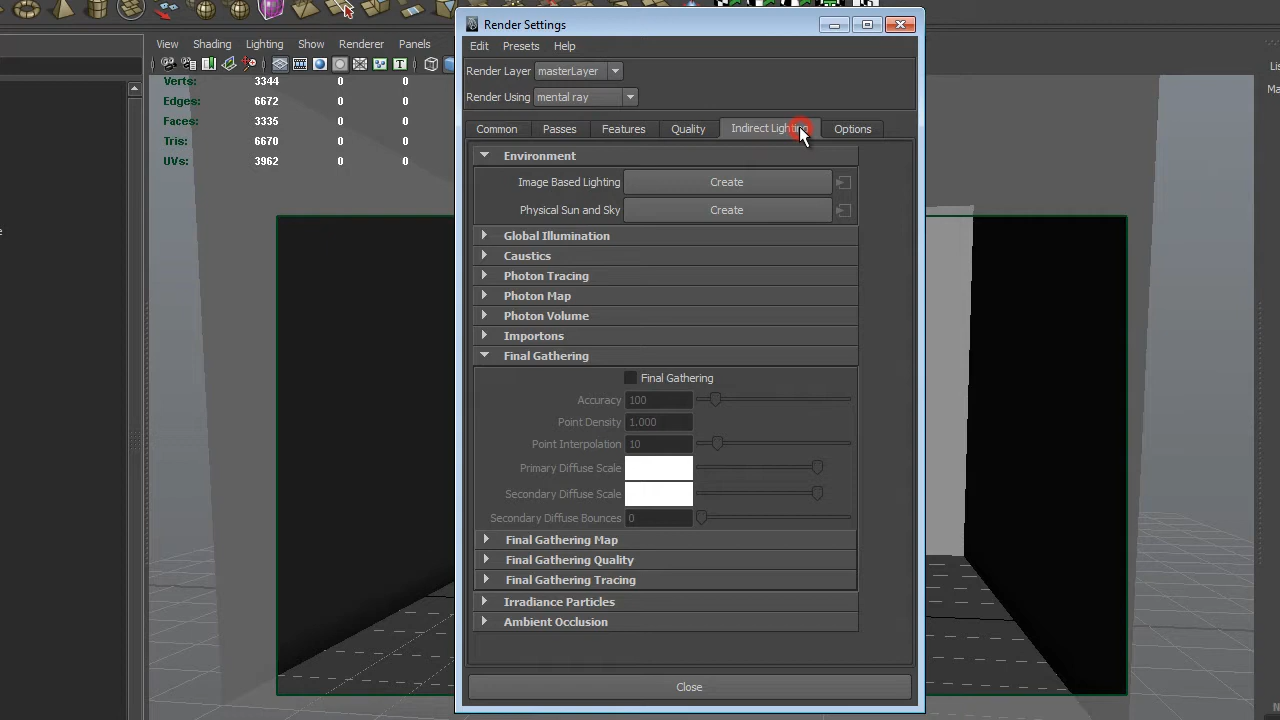 Render Settings
Edit Presets Help
View Shading Lighting Show Renderer Panels
Render Layer masterLayer
Render Using mental ray
Verts: 3344 0 0
Edges: 6672 0 0
Faces: 3335 0 0
Tris: 6670 0 0
UVs: 3962 0 0
Common Passes Features Quality Indirect Lighting Options
Environment
Image Based Lighting Create
Physical Sun and Sky Create
Global Illumination
Caustics
Photon Tracing
Photon Map
Photon Volume
Importons
Final Gathering
Final Gathering
Accuracy 100
Point Density 1.000
Point Interpolation 10
Primary Diffuse Scale
Secondary Diffuse Scale
Secondary Diffuse Bounces 0
Final Gathering Map
Final Gathering Quality
Final Gathering Tracing
Irradiance Particles
Ambient Occlusion
Close